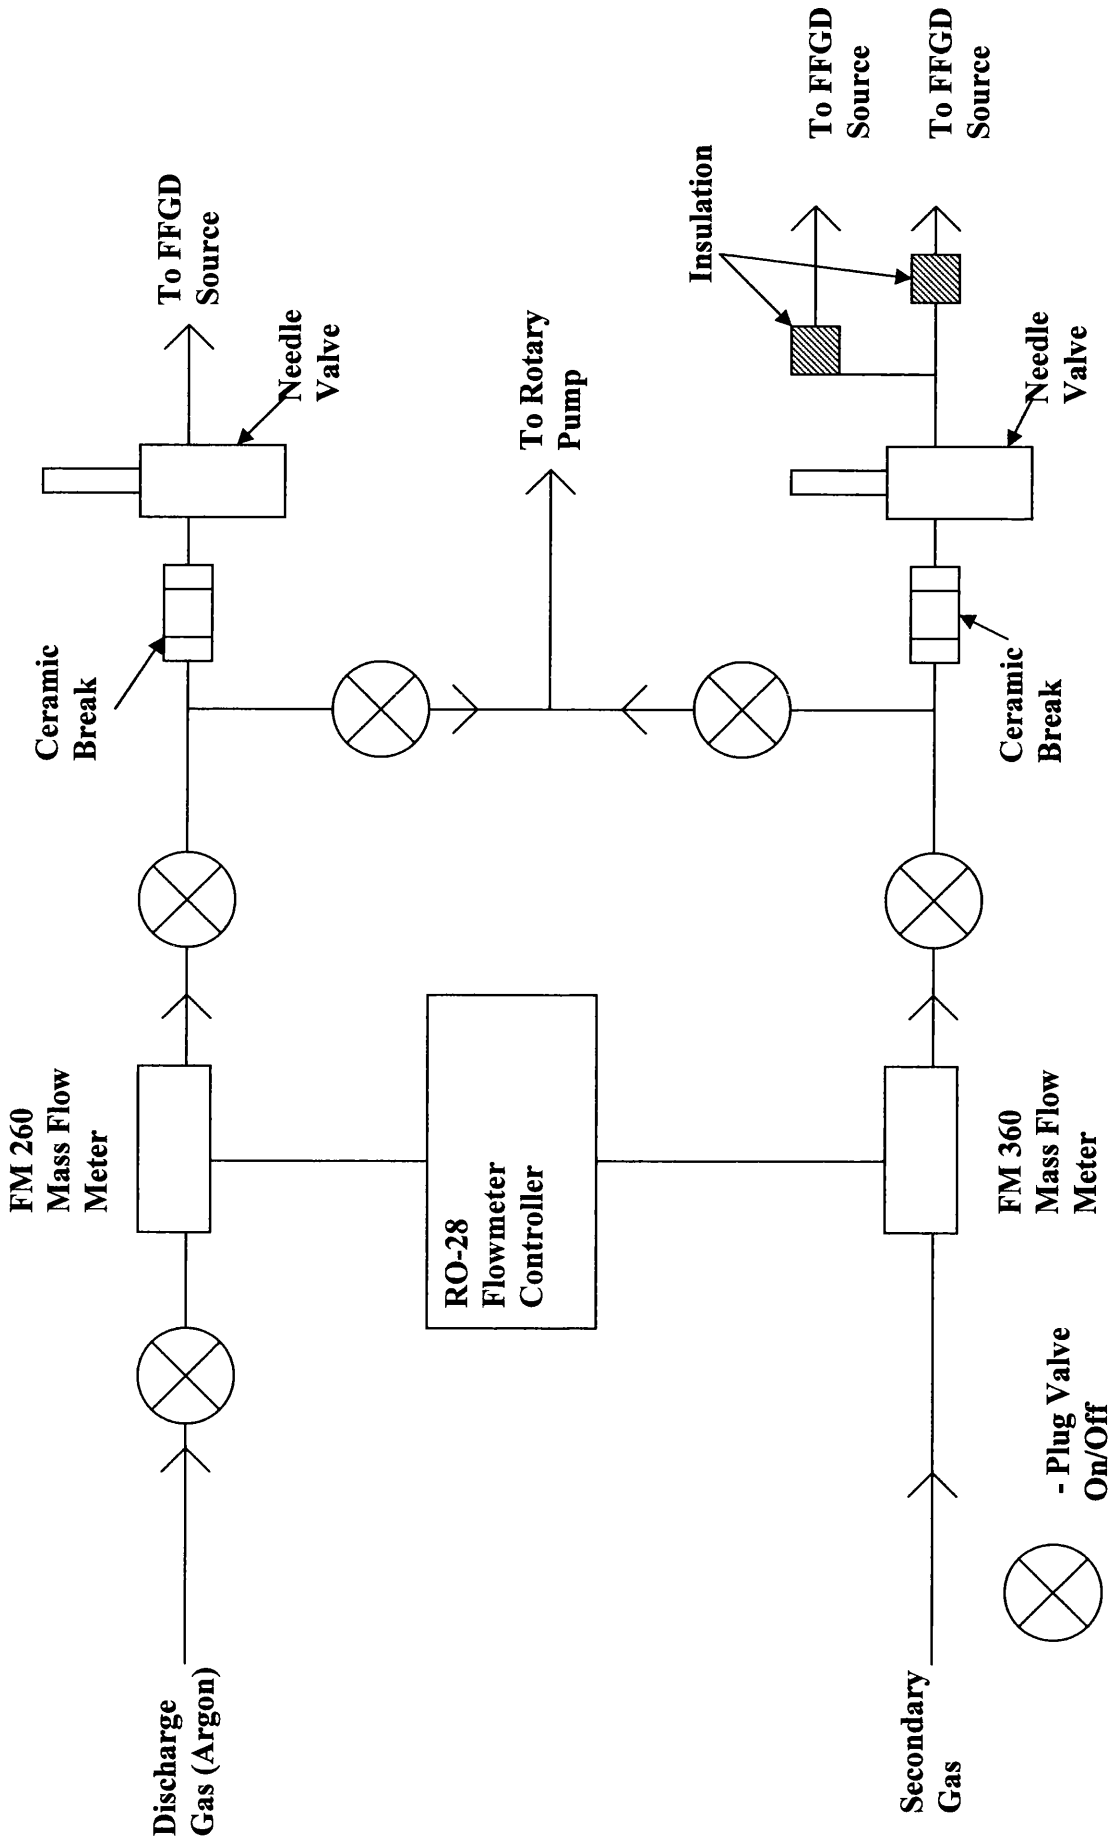 Discharge
Gas (Argon)
FM 260
Mass Flow
Meter
Ceramic
Break
Needle
Valve
To FFGD
Source
RO-28
Flowmeter
Controller
To Rotary
Pump
Secondary
Gas
FM 360
Mass Flow
Meter
Ceramic
Break
Needle
Valve
Insulation
To FFGD
Source
To FFGD
Source
- Plug Valve
On/Off